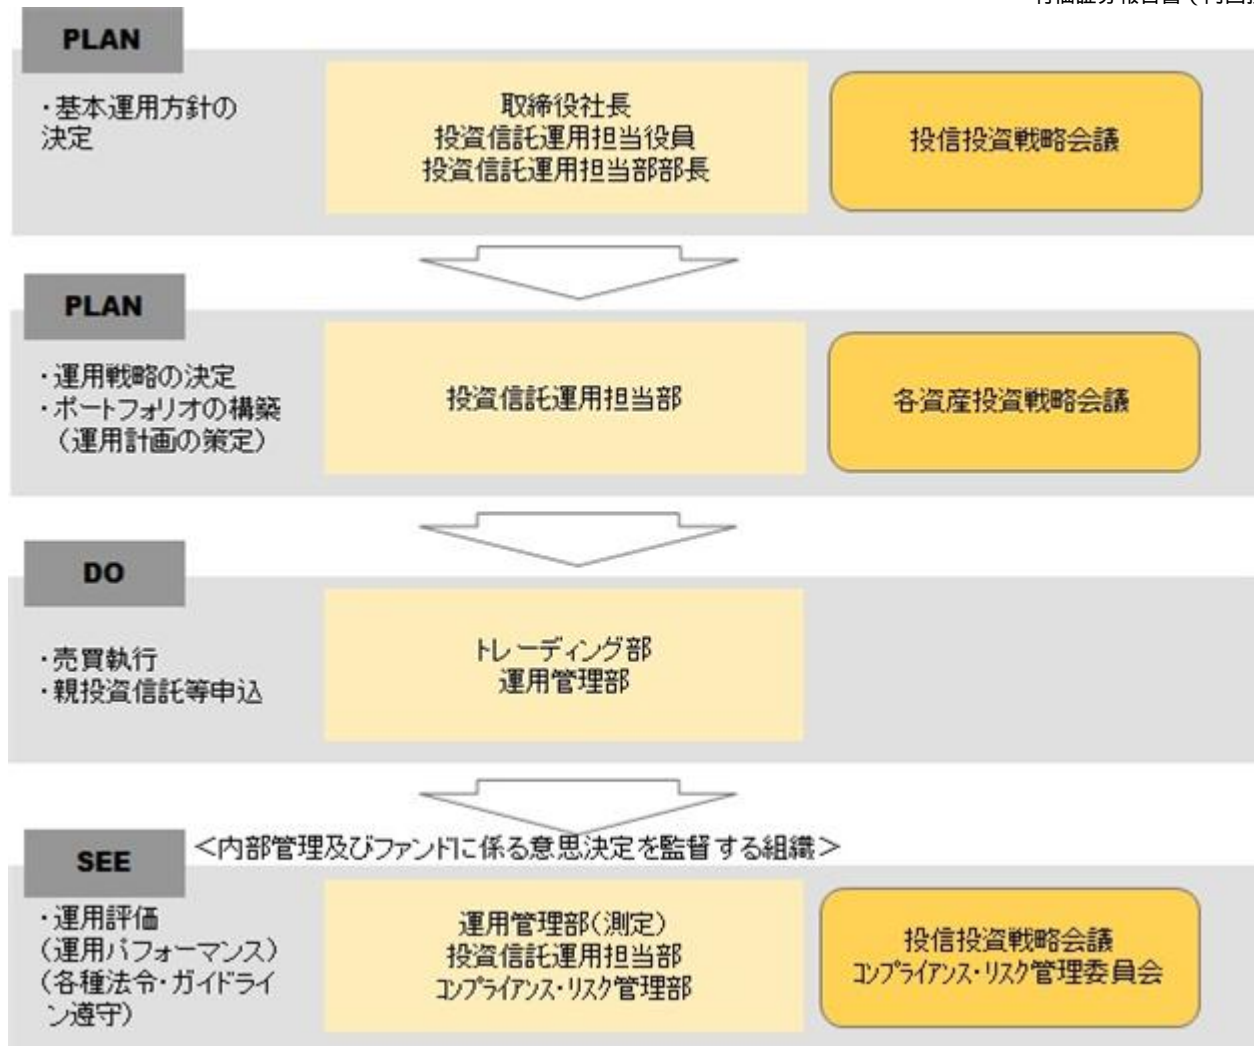 PLAN
・基本運用方針の
決定
取締役社長
投資信託運用担当役員
投資信託運用担当部部長
投信投資戦略会議
PLAN
・運用戦略の決定
・ポートフォリオの構築
（運用計画の策定）
投資信託運用担当部
各資産投資戦略会議
DO
・売買執行
・親投資信託等申込
トレーディング部
運用管理部
SEE
＜内部管理及びファンドに係る意思決定を監督する組織＞
・運用評価
（運用パフォーマンス）
（各種法令・ガイドライ
ン遵守）
運用管理部（測定）
投資信託運用担当部
コンプライアンス・リスク管理部
投信投資戦略会議
コンプライアンス・リスク管理委員会